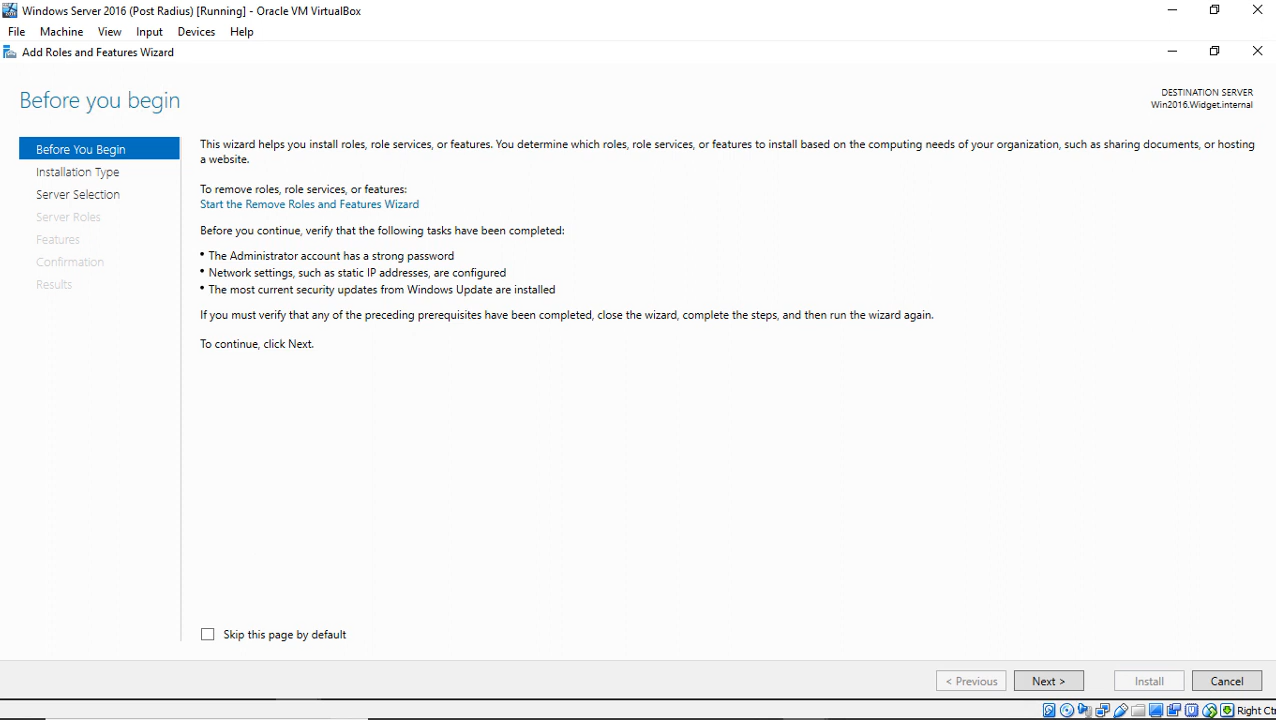 Windows Server 2016 (Post Radius) [Running] - Oracle VM VirtualBox
File Machine View Input Devices Help
Add Roles and Features Wizard
Before you begin
DESTINATION SERVER
Win2016.Widget.internal
Before You Begin
Installation Type
Server Selection
Server Roles
Features
Confirmation
Results
This wizard helps you install roles, role services, or features. You determine which roles, role services, or features to install based on the computing needs of your organization, such as sharing documents, or hosting
a website.
To remove roles, role services, or features:
Start the Remove Roles and Features Wizard
Before you continue, verify that the following tasks have been completed:
• The Administrator account has a strong password
• Network settings, such as static IP addresses, are configured
• The most current security updates from Windows Update are installed
If you must verify that any of the preceding prerequisites have been completed, close the wizard, complete the steps, and then run the wizard again.
To continue, click Next.
Skip this page by default
< Previous Next > Install Cancel
Right Ctr